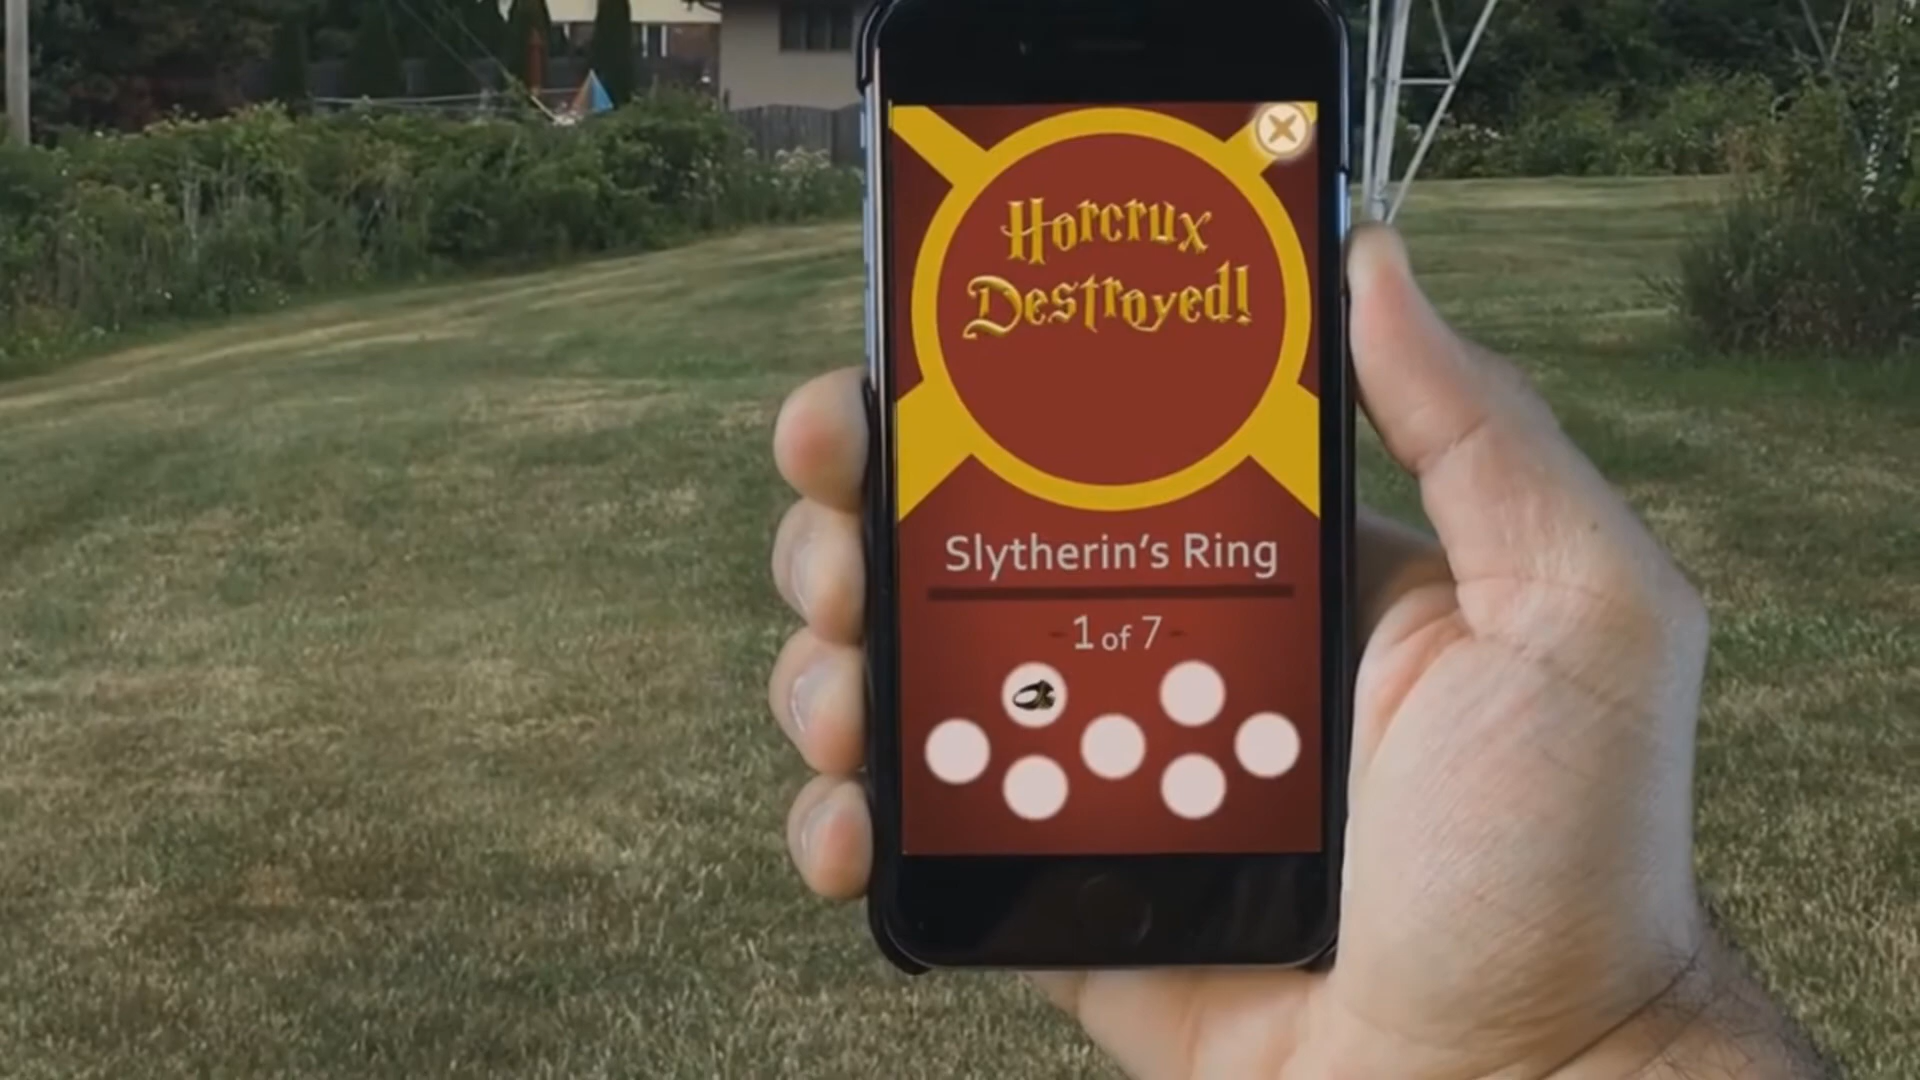 Horcrux
Destroyed!
Slytherin's Ring
- 1 of 7 -